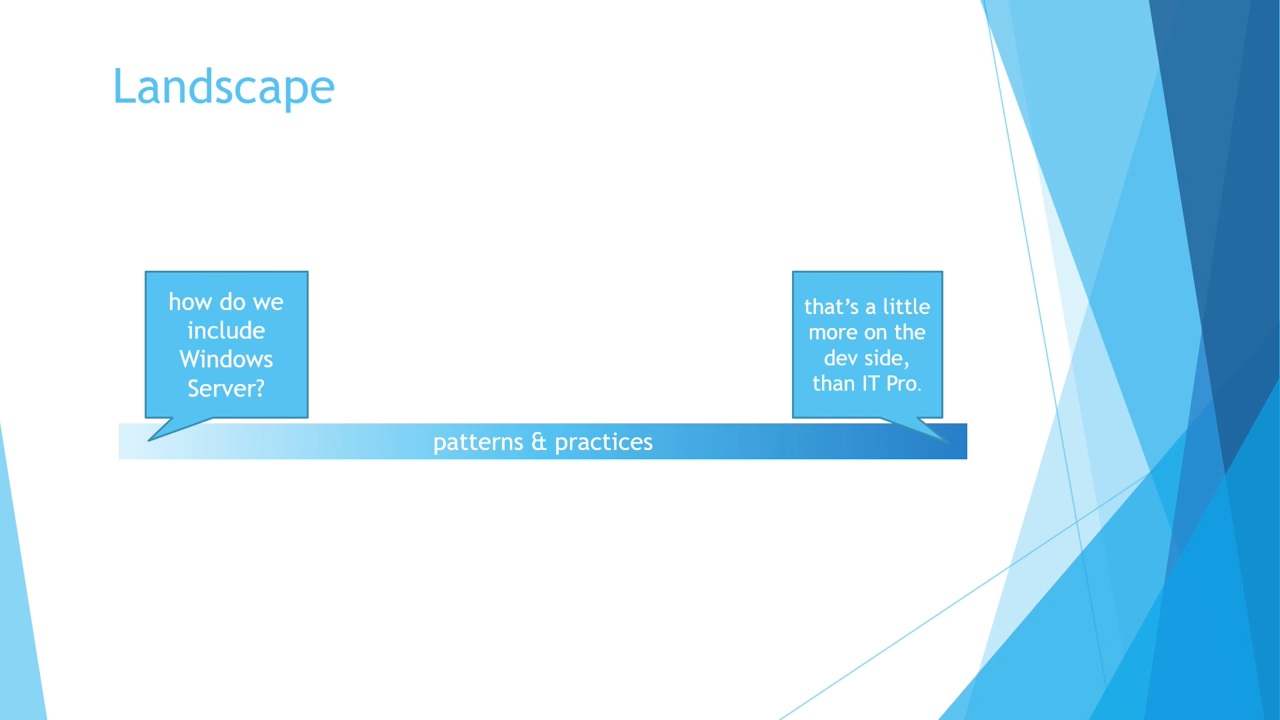 Landscape
how do we
include
Windows
Server?
that’s a little
more on the
dev side,
than IT Pro.
patterns & practices